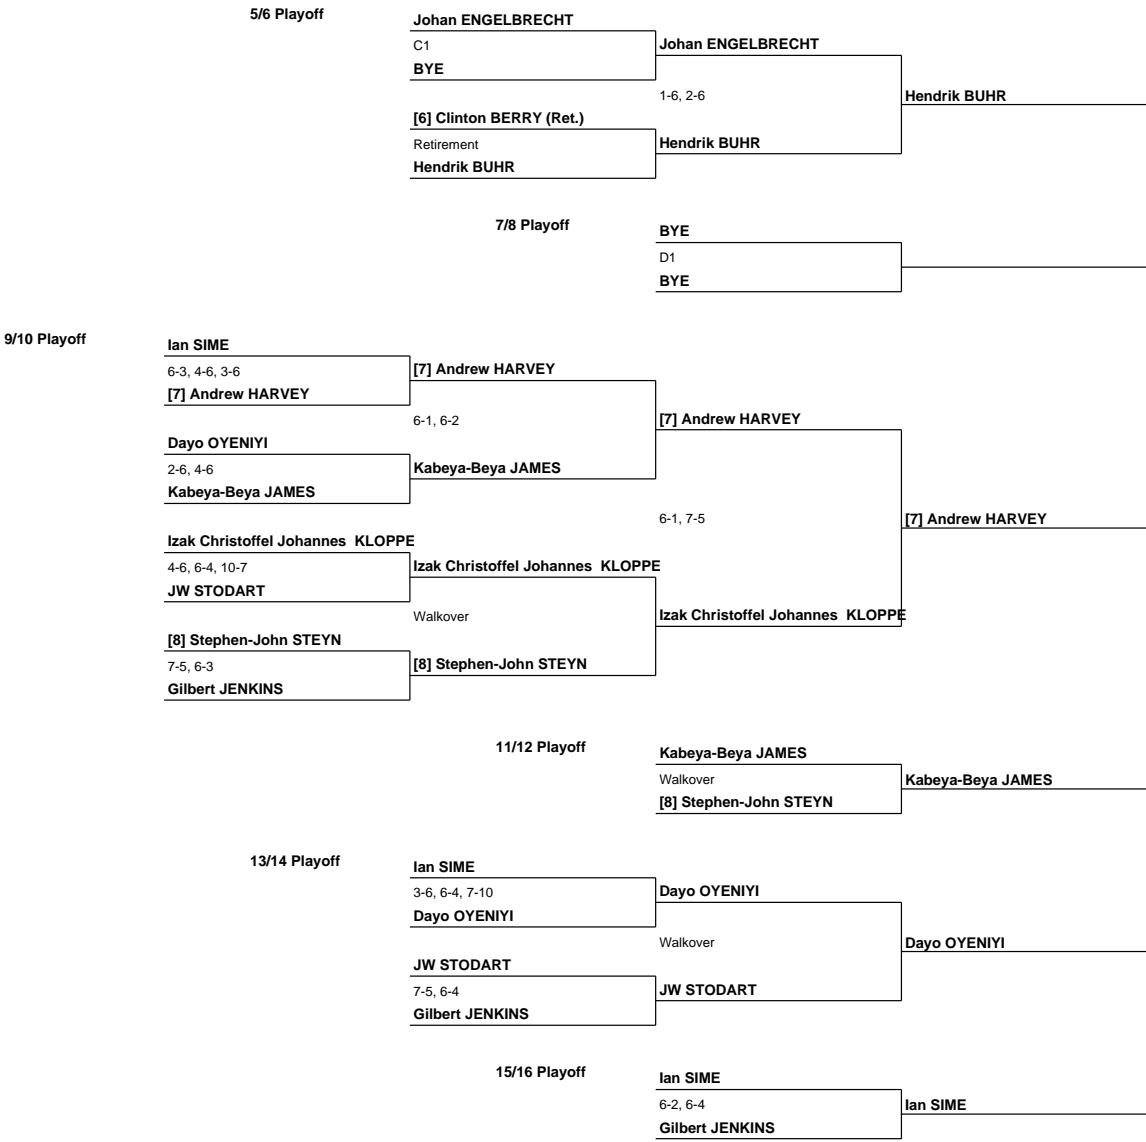 5/6 Playoff
Johan ENGELBRECHT
C1
BYE
Johan ENGELBRECHT
1-6, 2-6
Hendrik BUHR
[6] Clinton BERRY (Ret.)
Retirement
Hendrik BUHR
Hendrik BUHR
7/8 Playoff
BYE
D1
BYE
9/10 Playoff
Ian SIME
6-3, 4-6, 3-6
[7] Andrew HARVEY
[7] Andrew HARVEY
6-1, 6-2
[7] Andrew HARVEY
Dayo OYENIYI
2-6, 4-6
Kabeya-Beya JAMES
Kabeya-Beya JAMES
6-1, 7-5
[7] Andrew HARVEY
Izak Christoffel Johannes  KLOPPE
4-6, 6-4, 10-7
JW STODART
Izak Christoffel Johannes  KLOPPE
Walkover
Izak Christoffel Johannes  KLOPPE
[8] Stephen-John STEYN
7-5, 6-3
Gilbert JENKINS
[8] Stephen-John STEYN
11/12 Playoff
Kabeya-Beya JAMES
Walkover
[8] Stephen-John STEYN
Kabeya-Beya JAMES
13/14 Playoff
Ian SIME
3-6, 6-4, 7-10
Dayo OYENIYI
Dayo OYENIYI
Walkover
Dayo OYENIYI
JW STODART
7-5, 6-4
Gilbert JENKINS
JW STODART
15/16 Playoff
Ian SIME
6-2, 6-4
Gilbert JENKINS
Ian SIME